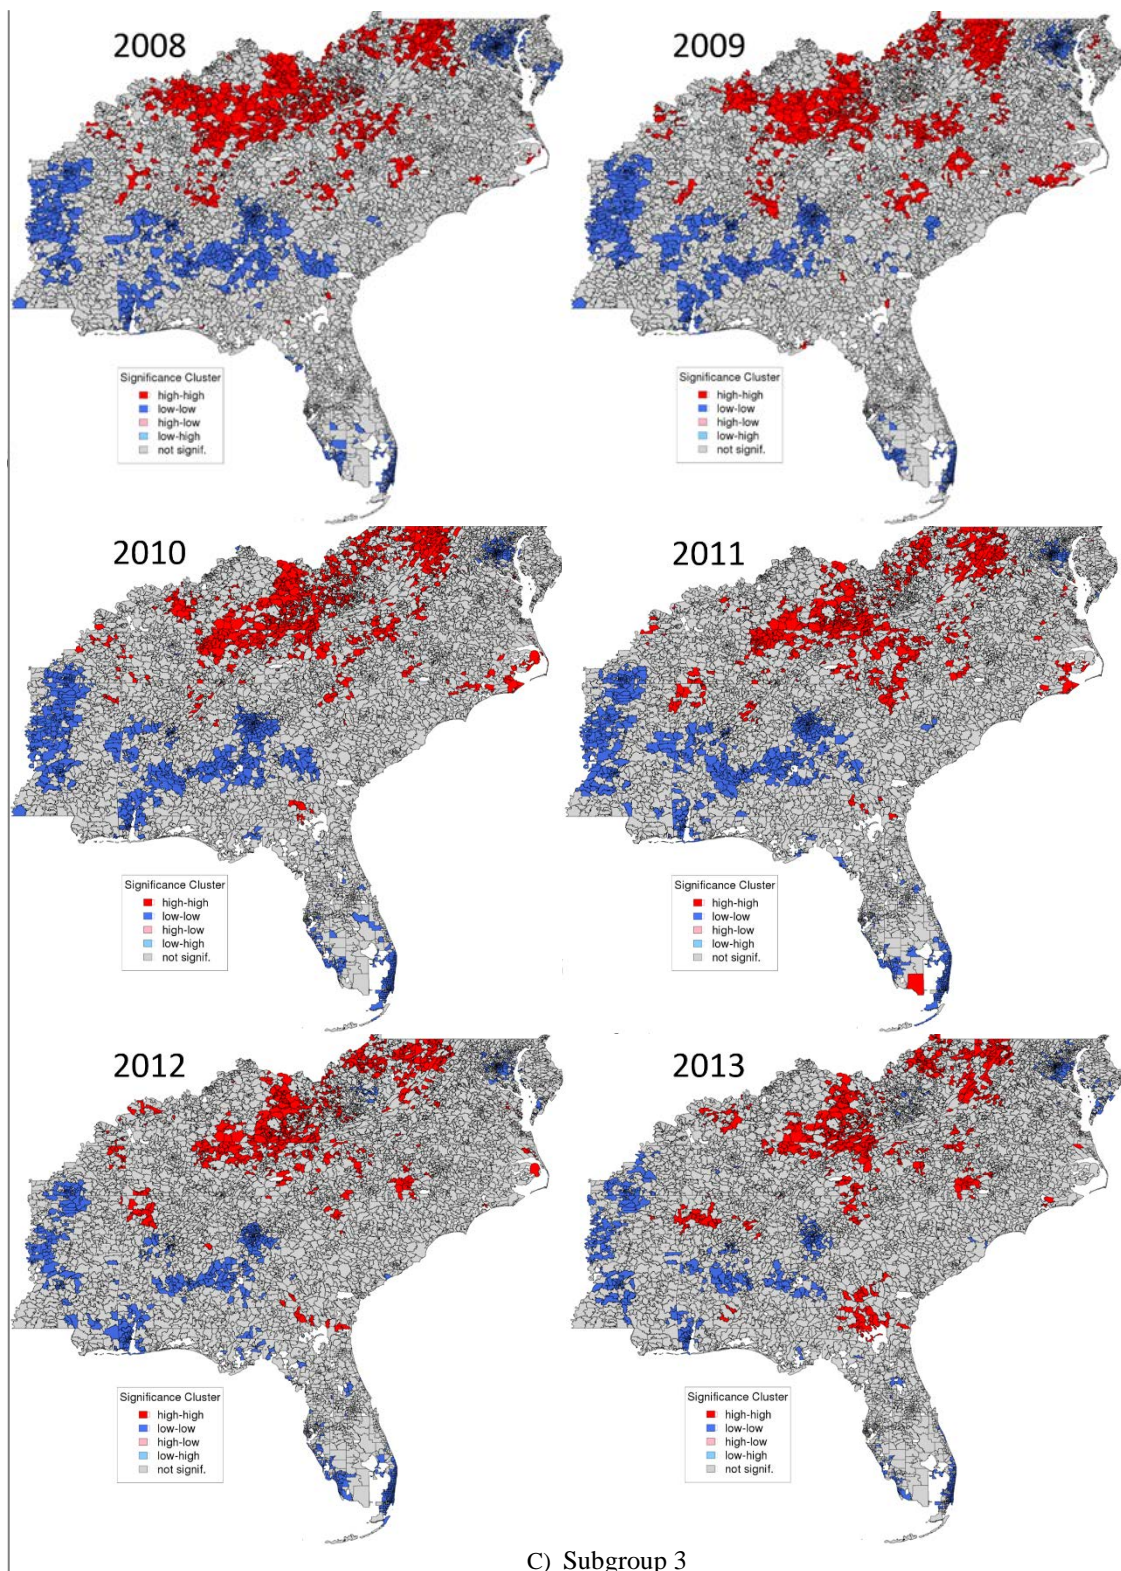 2008
Significance Cluster
high-high
low-low
high-low
low-high
not signif.
2009
Significance Cluster
high-high
low-low
high-low
low-high
not signif.
2010
Significance Cluster
high-high
low-low
high-low
low-high
not signif.
2011
Significance Cluster
high-high
low-low
high-low
low-high
not signif.
2012
Significance Cluster
high-high
low-low
high-low
low-high
not signif.
2013
Significance Cluster
high-high
low-low
high-low
low-high
not signif.
C) Subgroup 3